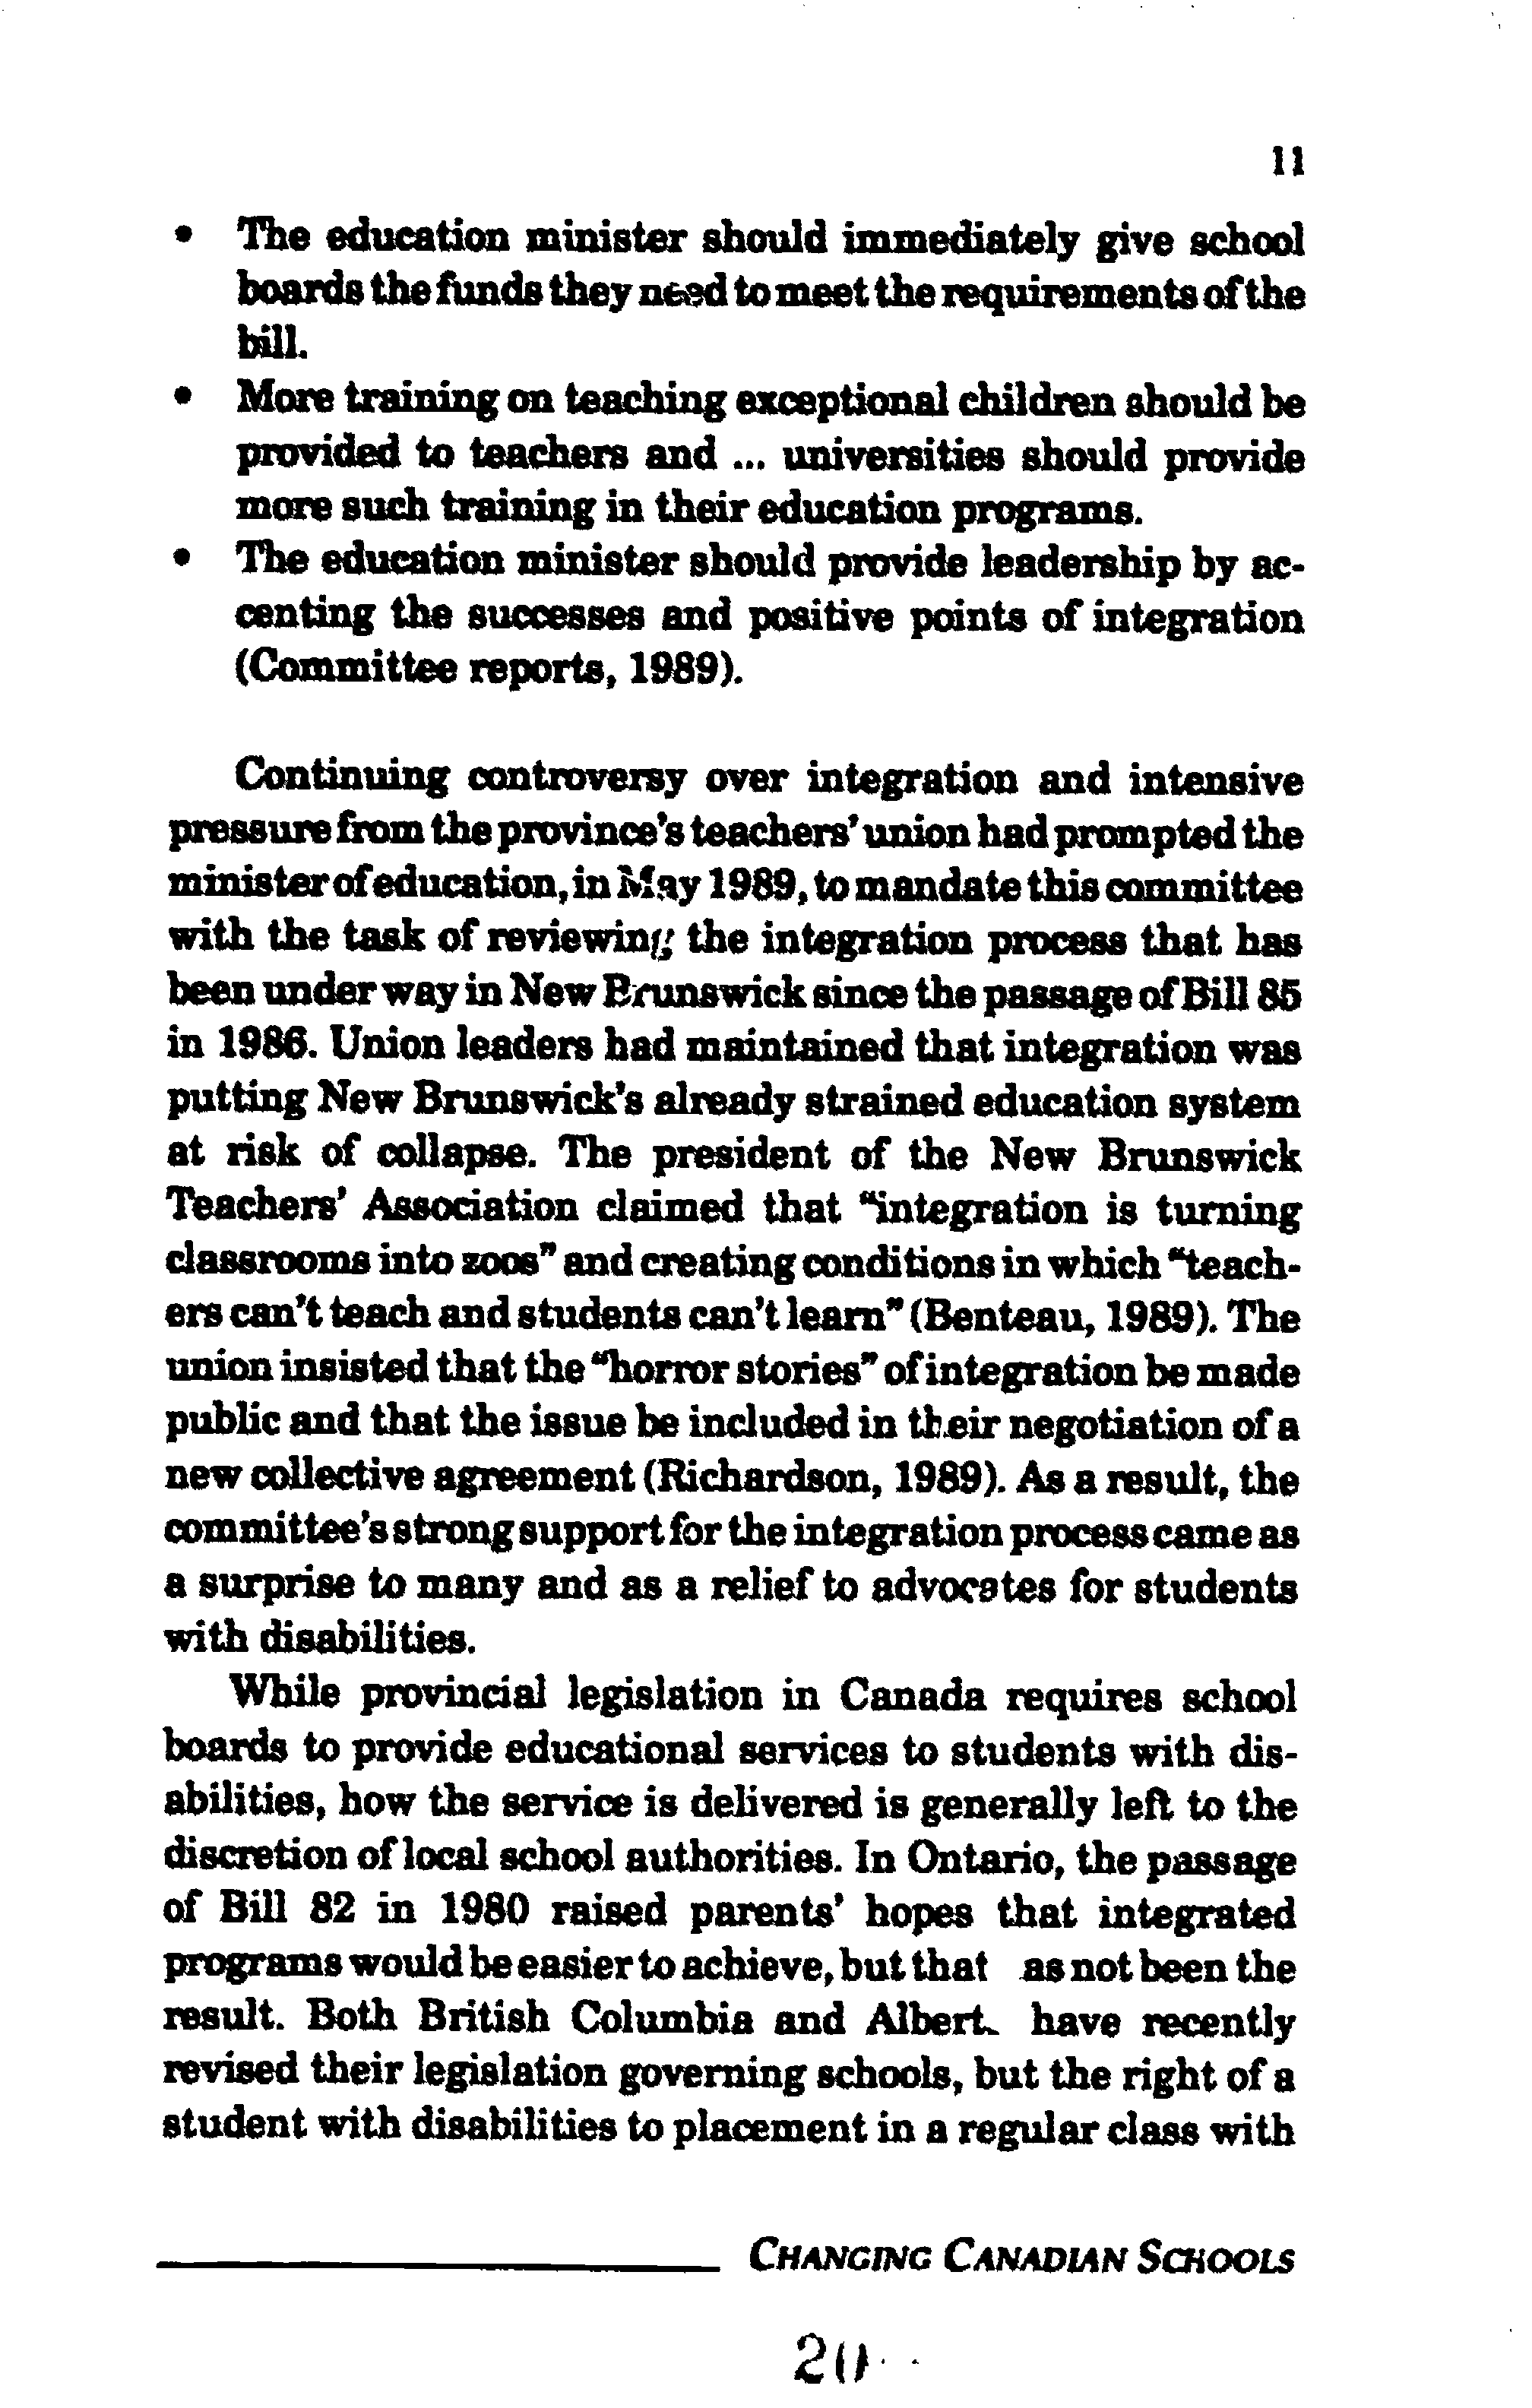 11
• The education minister should immediately give school
boards the funds they need to meet the requirements of the
bill.
• More training on teaching exceptional children should be
provided to teachers and ... universities should provide
more such training in their education programs.
• The education minister should provide leadership by ac-
centing the successes and positive points of integration
(Committee reports, 1989).
Continuing controversy over integration and intensive
pressure from the province's teachers' union had prompted the
minister of education, in May 1989, to mandate this committee
with the task of reviewing the integration process that has
been under way in New Brunswick since the passage of Bill 85
in 1986. Union leaders had maintained that integration was
putting New Brunswick's already strained education system
at risk of collapse. The president of the New Brunswick
Teachers' Association claimed that "integration is turning
classrooms into zoos" and creating conditions in which "teach-
ers can't teach and students can't learn" (Benteau, 1989). The
union insisted that the "horror stories" of integration be made
public and that the issue be included in their negotiation of a
new collective agreement (Richardson, 1989). As a result, the
committee's strong support for the integration process came as
a surprise to many and as a relief to advocates for students
with disabilities.
While provincial legislation in Canada requires school
boards to provide educational services to students with dis-
abilities, how the service is delivered is generally left to the
discretion of local school authorities. In Ontario, the passage
of Bill 82 in 1980 raised parents' hopes that integrated
programs would be easier to achieve, but that as not been the
result. Both British Columbia and Albert have recently
revised their legislation governing schools, but the right of a
student with disabilities to placement in a regular class with
CHANGING CANADIAN SCHOOLS
20